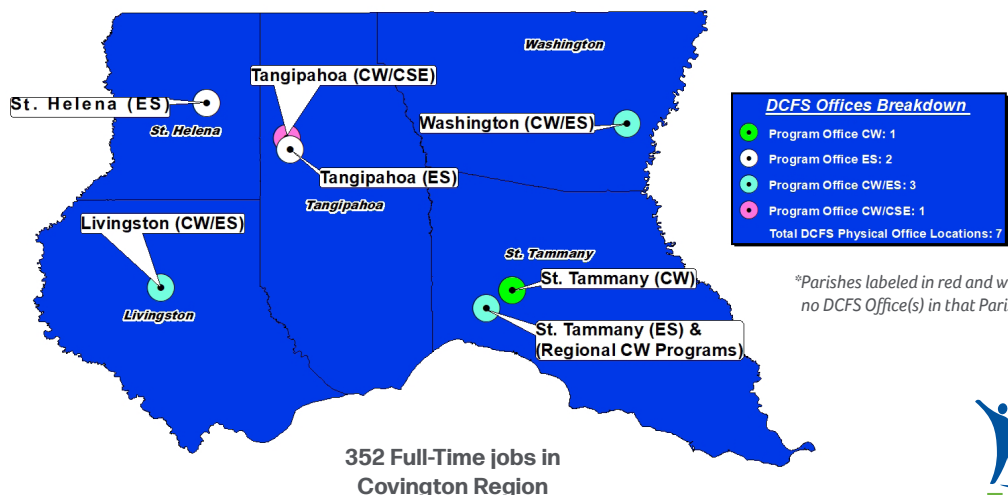 Washington
Tangipahoa (CW/CSE)
St. Helena (ES)
St. Helena
Washington (CW/ES)
Tangipahoa (ES)
Tangipahoa
Livingston (CW/ES)
Livingston
St. Tammany
St. Tammany (CW)
St. Tammany (ES) &
(Regional CW Programs)
DCFS Offices Breakdown
Program Office CW: 1
Program Office ES: 2
Program Office CW/ES: 3
Program Office CW/CSE: 1
Total DCFS Physical Office Locations: 7
*Parishes labeled in red and
no DCFS Office(s) in that
352 Full-Time jobs in
Covington Region